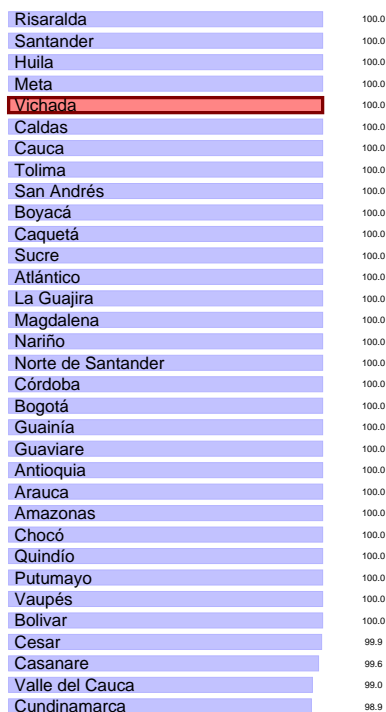 Risaralda 100.0
Santander 100.0
Huila 100.0
Meta 100.0
Vichada 100.0
Caldas 100.0
Cauca 100.0
Tolima 100.0
San Andrés 100.0
Boyacá 100.0
Caquetá 100.0
Sucre 100.0
Atlántico 100.0
La Guajira 100.0
Magdalena 100.0
Nariño 100.0
Norte de Santander 100.0
Córdoba 100.0
Bogotá 100.0
Guainía 100.0
Guaviare 100.0
Antioquia 100.0
Arauca 100.0
Amazonas 100.0
Chocó 100.0
Quindío 100.0
Putumayo 100.0
Vaupés 100.0
Bolivar 100.0
Cesar 99.9
Casanare 99.6
Valle del Cauca 99.0
Cundinamarca 98.9